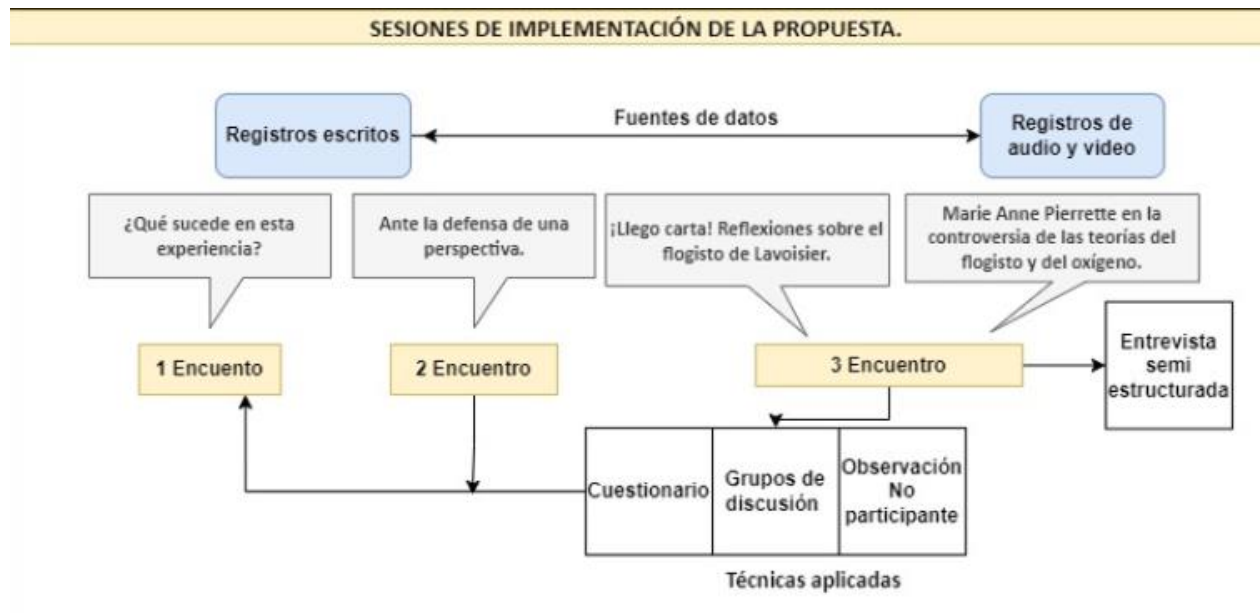 SESIONES DE IMPLEMENTACIÓN DE LA PROPUESTA.
Registros escritos
Fuentes de datos
Registros de
audio y video
¿Qué sucede en esta
experiencia?
Ante la defensa de una
perspectiva.
¡Llego carta! Reflexiones sobre el
flogisto de Lavoisier.
Marie Anne Pierrette en la
controversia de las teorías del
flogisto y del oxígeno.
1 Encuento
2 Encuentro
3 Encuentro
Entrevista
semi
estructurada
Cuestionario
Grupos de
discusión
Observación
No
participante
Técnicas aplicadas